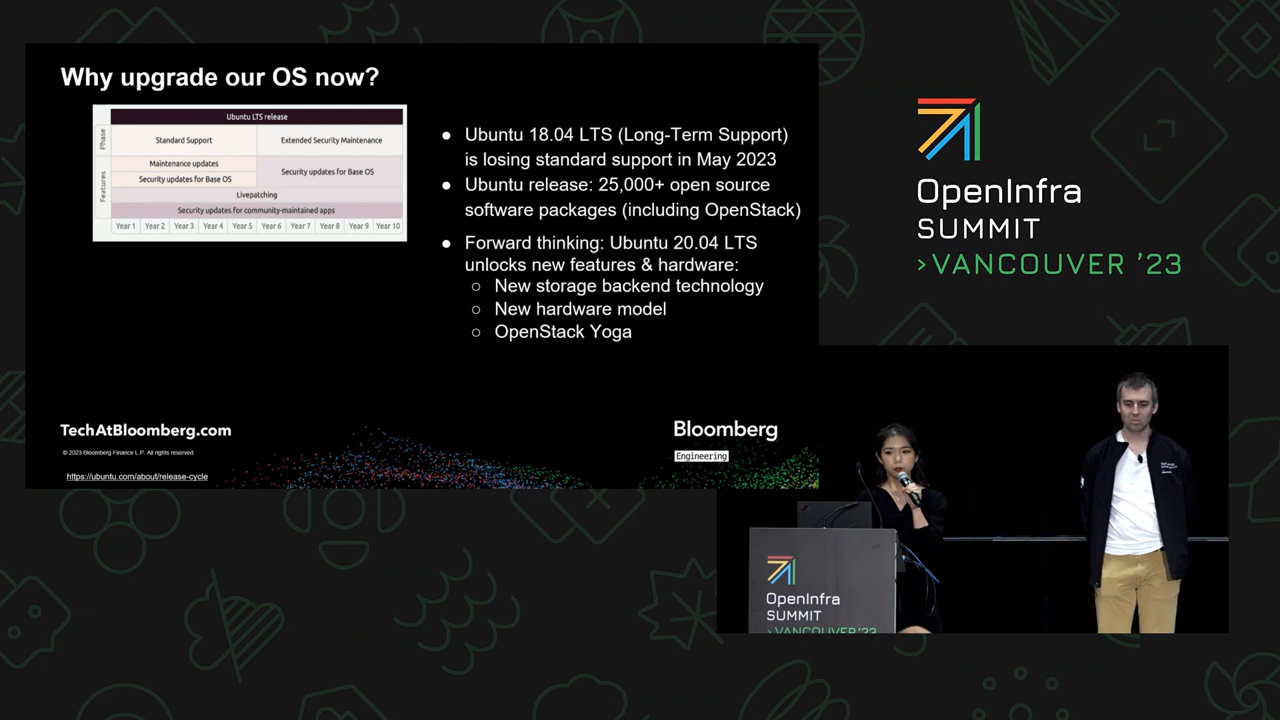 Why upgrade our OS now?
Ubuntu LTS release
Phase
Standard Support
Extended Security Maintenance
Features
Maintenance updates
Security updates for Base OS
Security updates for Base OS
Livepatching
Security updates for community-maintained apps
Year 1 Year 2 Year 3 Year 4 Year 5 Year 6 Year 7 Year 8 Year 9 Year 10
● Ubuntu 18.04 LTS (Long-Term Support)
is losing standard support in May 2023
● Ubuntu release: 25,000+ open source
software packages (including OpenStack)
● Forward thinking: Ubuntu 20.04 LTS
unlocks new features & hardware:
○ New storage backend technology
○ New hardware model
○ OpenStack Yoga
TechAtBloomberg.com
© 2023 Bloomberg Finance L.P. All rights reserved.
https://ubuntu.com/about/release-cycle
Bloomberg
Engineering
OpenInfra
SUMMIT
>VANCOUVER '23
OpenInfra
SUMMIT
>VANCOUVER '23